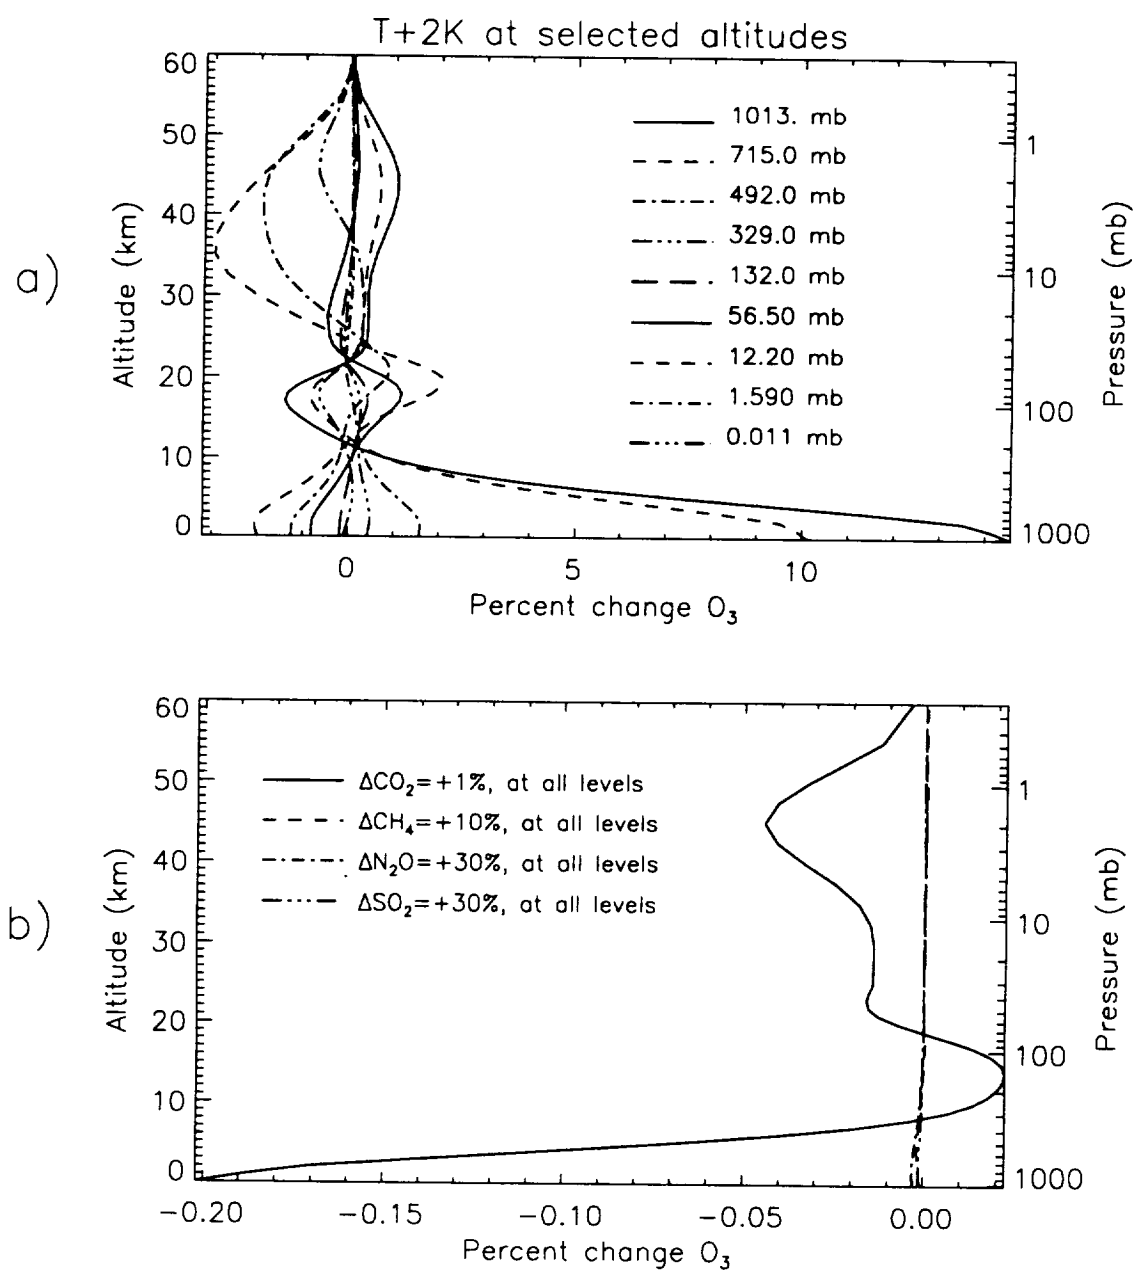 T+2K at selected altitudes
a)
Altitude (km)
60
50
40
30
20
10
0
1013. mb
715.0 mb
492.0 mb
329.0 mb
132.0 mb
56.50 mb
12.20 mb
1.590 mb
0.011 mb
1
10
100
1000
Pressure (mb)
0 5 10
Percent change O₃
b)
Altitude (km)
60
50
40
30
20
10
0
ΔCO₂=+1%, at all levels
ΔCH₄=+10%, at all levels
ΔN₂O=+30%, at all levels
ΔSO₂=+30%, at all levels
1
10
100
1000
Pressure (mb)
−0.20 −0.15 −0.10 −0.05 0.00
Percent change O₃